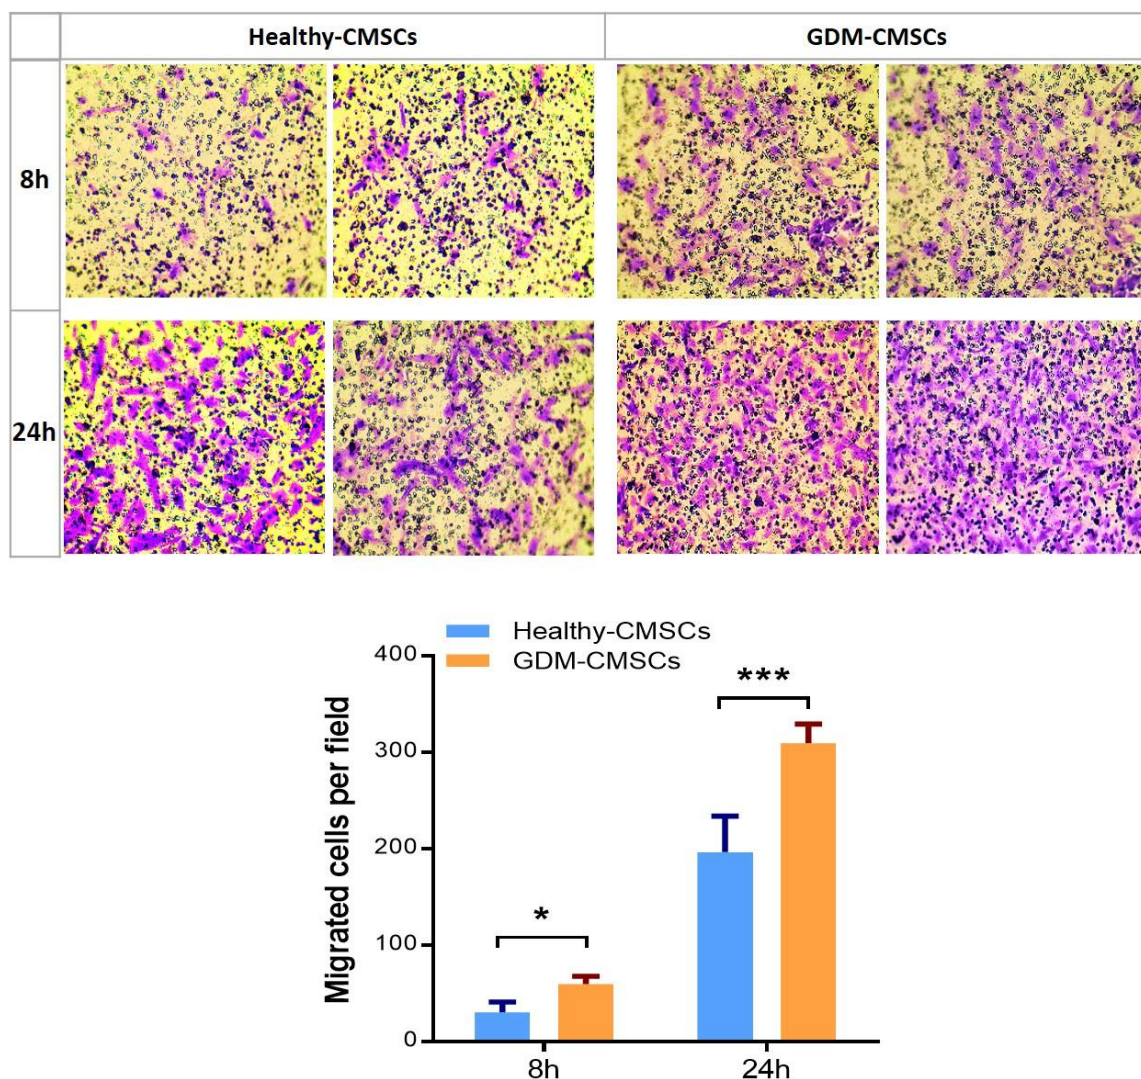 Healthy-CMSCs GDM-CMSCs
8h
24h
Healthy-CMSCs
GDM-CMSCs
Migrated cells per field
400
300
200
100
0
*
***
8h 24h